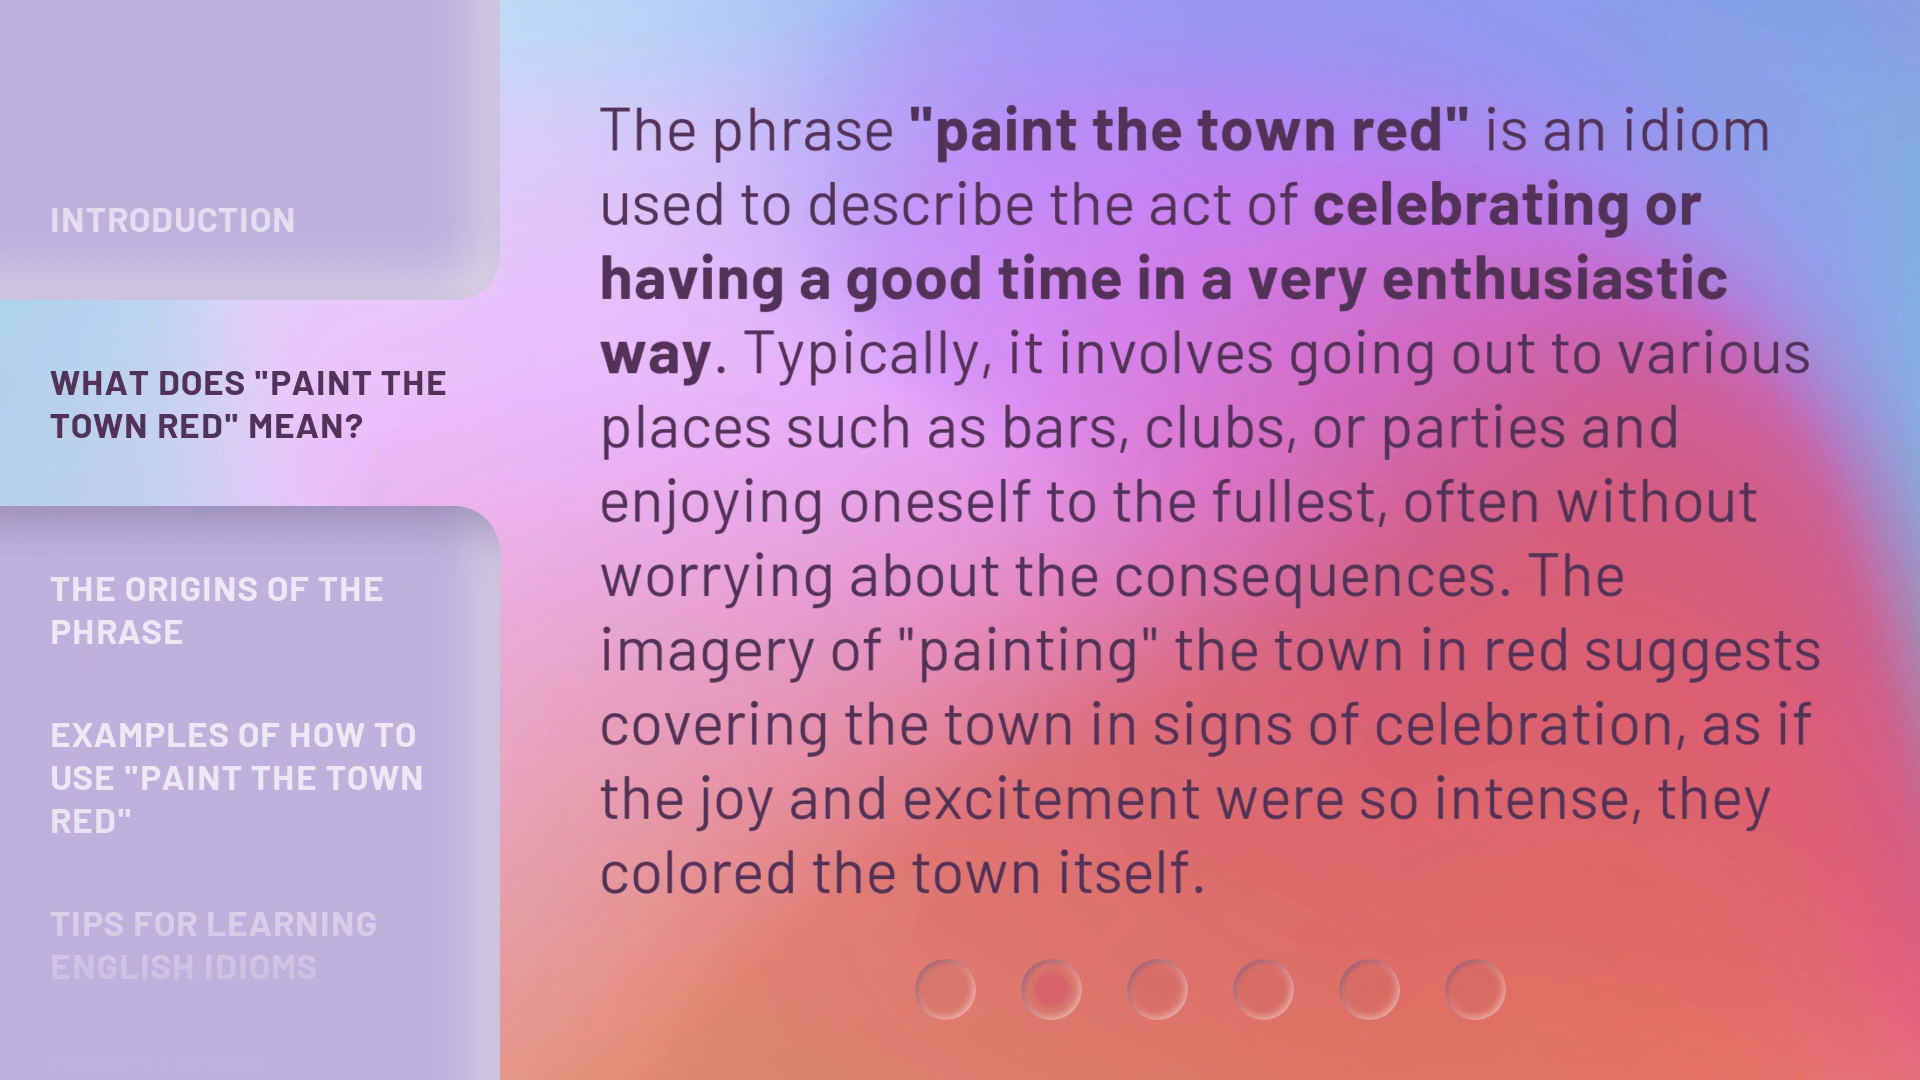 INTRODUCTION
WHAT DOES "PAINT THE
TOWN RED" MEAN?
THE ORIGINS OF THE
PHRASE
EXAMPLES OF HOW TO
USE "PAINT THE TOWN
RED"
TIPS FOR LEARNING
ENGLISH IDIOMS
The phrase "paint the town red" is an idiom
used to describe the act of celebrating or
having a good time in a very enthusiastic
way. Typically, it involves going out to various
places such as bars, clubs, or parties and
enjoying oneself to the fullest, often without
worrying about the consequences. The
imagery of "painting" the town in red suggests
covering the town in signs of celebration, as if
the joy and excitement were so intense, they
colored the town itself.